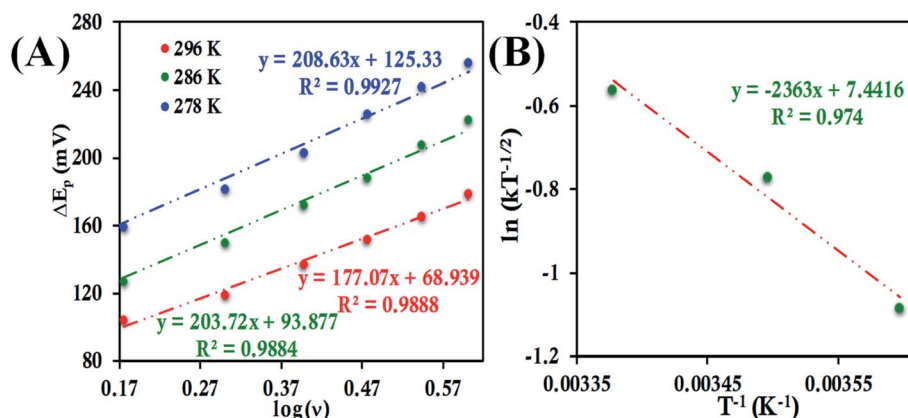 (A)
280
240
200
160
120
80
ΔEp (mV)
296 K
286 K
278 K
y = 208.63x + 125.33
R² = 0.9927
y = 177.07x + 68.939
R² = 0.9888
y = 203.72x + 93.877
R² = 0.9884
0.17 0.27 0.37 0.47 0.57
log(ν)
(B)
-0.4
-0.6
-0.8
-1
-1.2
ln (kT-1/2)
y = -2363x + 7.4416
R² = 0.974
0.00335 0.00345 0.00355
T-1 (K-1)